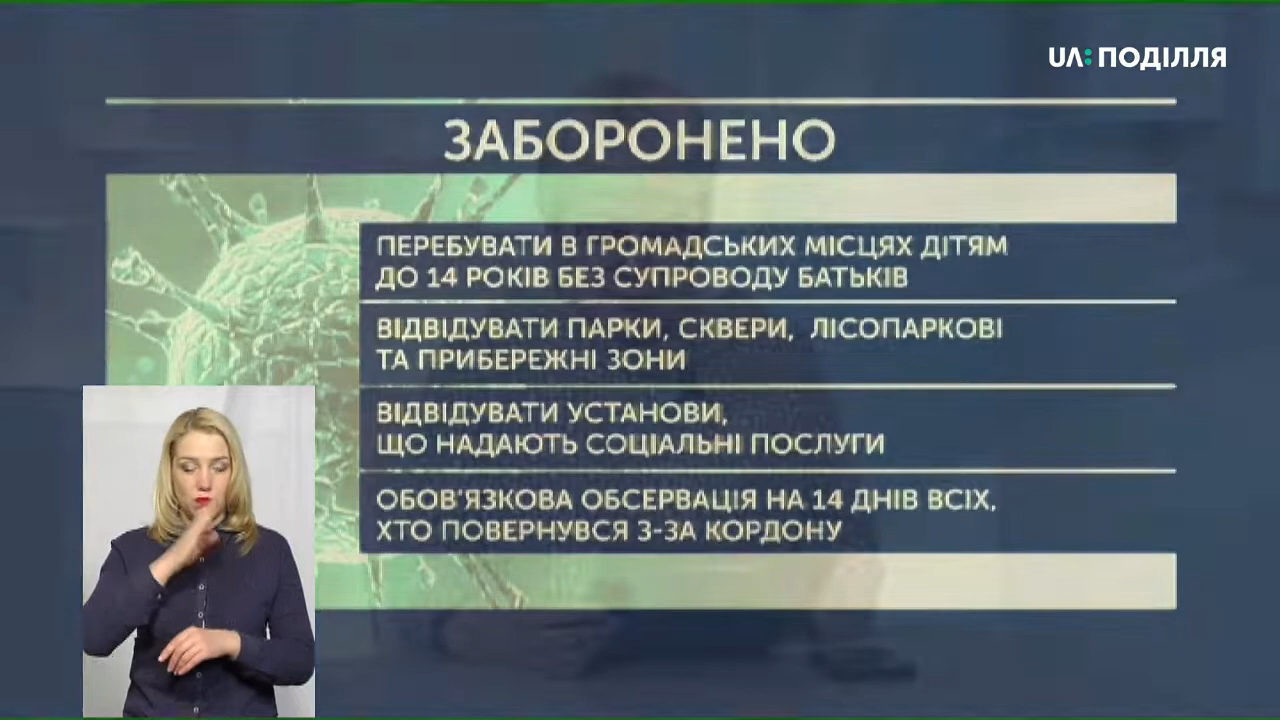 UA:ПОДІЛЛЯ
ЗАБОРОНЕНО
ПЕРЕБУВАТИ В ГРОМАДСЬКИХ МІСЦЯХ ДІТЯМ
ДО 14 РОКІВ БЕЗ СУПРОВОДУ БАТЬКІВ
ВІДВІДУВАТИ ПАРКИ, СКВЕРИ, ЛІСОПАРКОВІ
ТА ПРИБЕРЕЖНІ ЗОНИ
ВІДВІДУВАТИ УСТАНОВИ,
ЩО НАДАЮТЬ СОЦІАЛЬНІ ПОСЛУГИ
ОБОВ'ЯЗКОВА ОБСЕРВАЦІЯ НА 14 ДНІВ ВСІХ,
ХТО ПОВЕРНУВСЯ З-ЗА КОРДОНУ